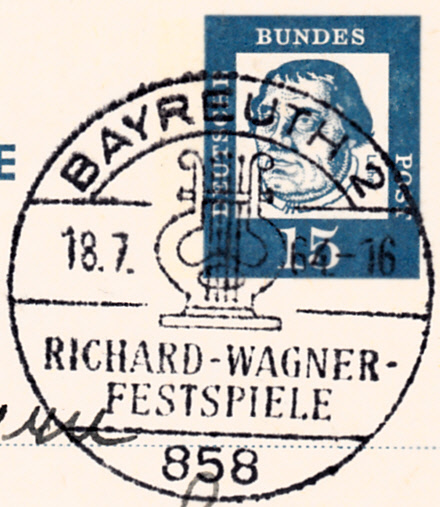 BUNDES
DEUTSCHE
POST
15
BAYREUTH 2
18.7. 64-16
RICHARD-WAGNER-
FESTSPIELE
858
E